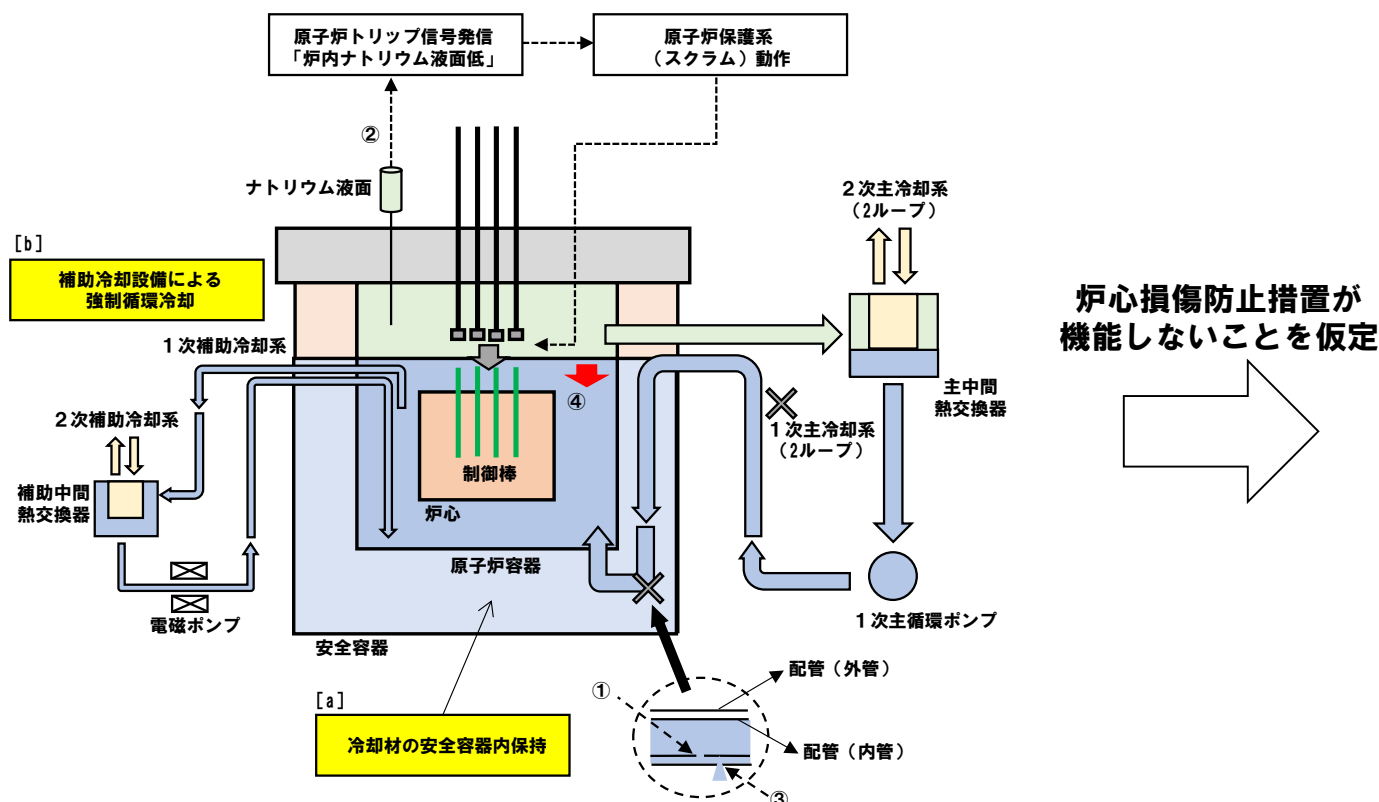 原子炉トリップ信号発信
「炉内ナトリウム液面低」
原子炉保護系
(スクラム)動作
②
ナトリウム液面
２次主冷却系
(2ループ)
[b]
補助冷却設備による
強制循環冷却
炉心損傷防止措置が
機能しないことを仮定
１次補助冷却系
④
主中間
熱交換器
２次補助冷却系
１次主冷却系
(2ループ)
制御棒
補助中間
熱交換器
炉心
原子炉容器
電磁ポンプ
１次主循環ポンプ
安全容器
配管（外管）
①
[a]
冷却材の安全容器内保持
配管（内管）
③